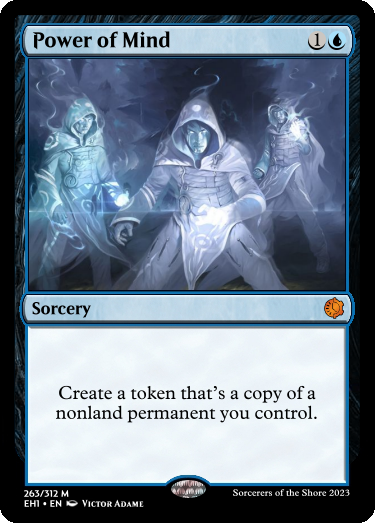 Power of Mind 1
Sorcery
Create a token that's a copy of a
nonland permanent you control.
263/312 M
EH1 • EN Victor Adame
Sorcerers of the Shore 2023